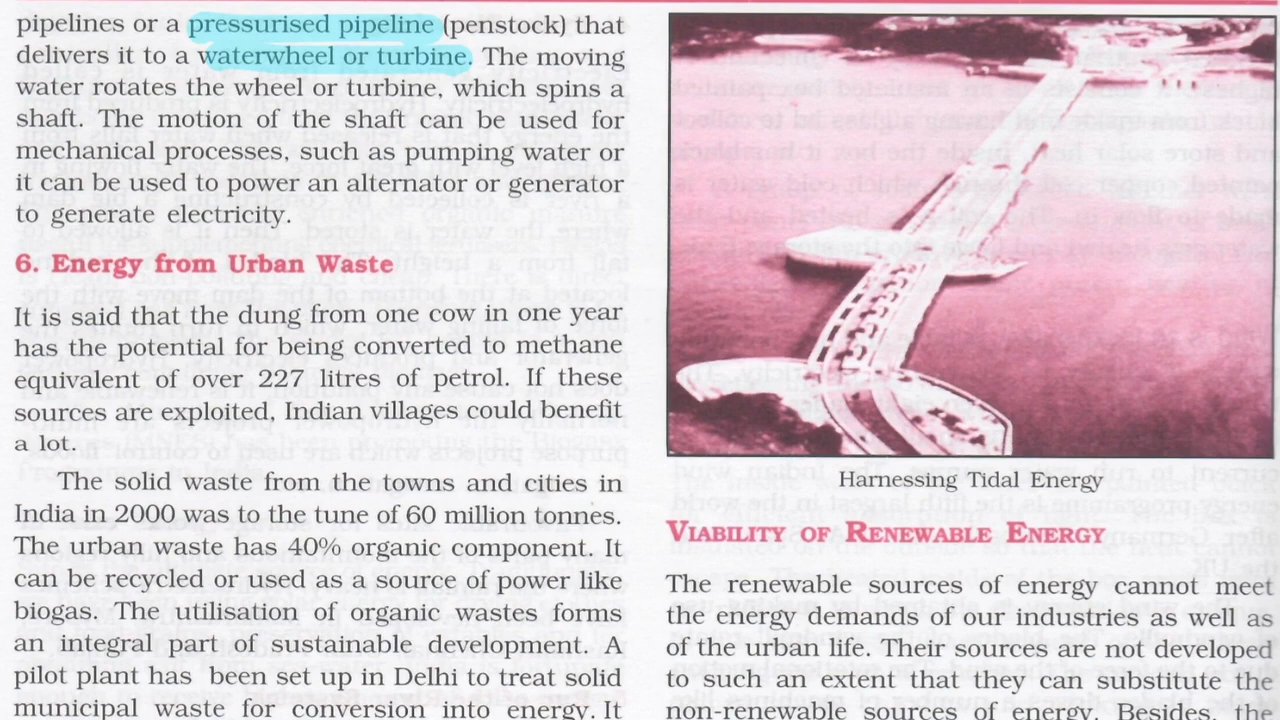 pipelines or a pressurised pipeline (penstock) that
delivers it to a waterwheel or turbine. The moving
water rotates the wheel or turbine, which spins a
shaft. The motion of the shaft can be used for
mechanical processes, such as pumping water or
it can be used to power an alternator or generator
to generate electricity.
6. Energy from Urban Waste
It is said that the dung from one cow in one year
has the potential for being converted to methane
equivalent of over 227 litres of petrol. If these
sources are exploited, Indian villages could benefit
a lot.
The solid waste from the towns and cities in
India in 2000 was to the tune of 60 million tonnes.
The urban waste has 40% organic component. It
can be recycled or used as a source of power like
biogas. The utilisation of organic wastes forms
an integral part of sustainable development. A
pilot plant has been set up in Delhi to treat solid
municipal waste for conversion into energy. It
Harnessing Tidal Energy
VIABILITY OF RENEWABLE ENERGY
The renewable sources of energy cannot meet
the energy demands of our industries as well as
of the urban life. Their sources are not developed
to such an extent that they can substitute the
non-renewable sources of energy. Besides, the